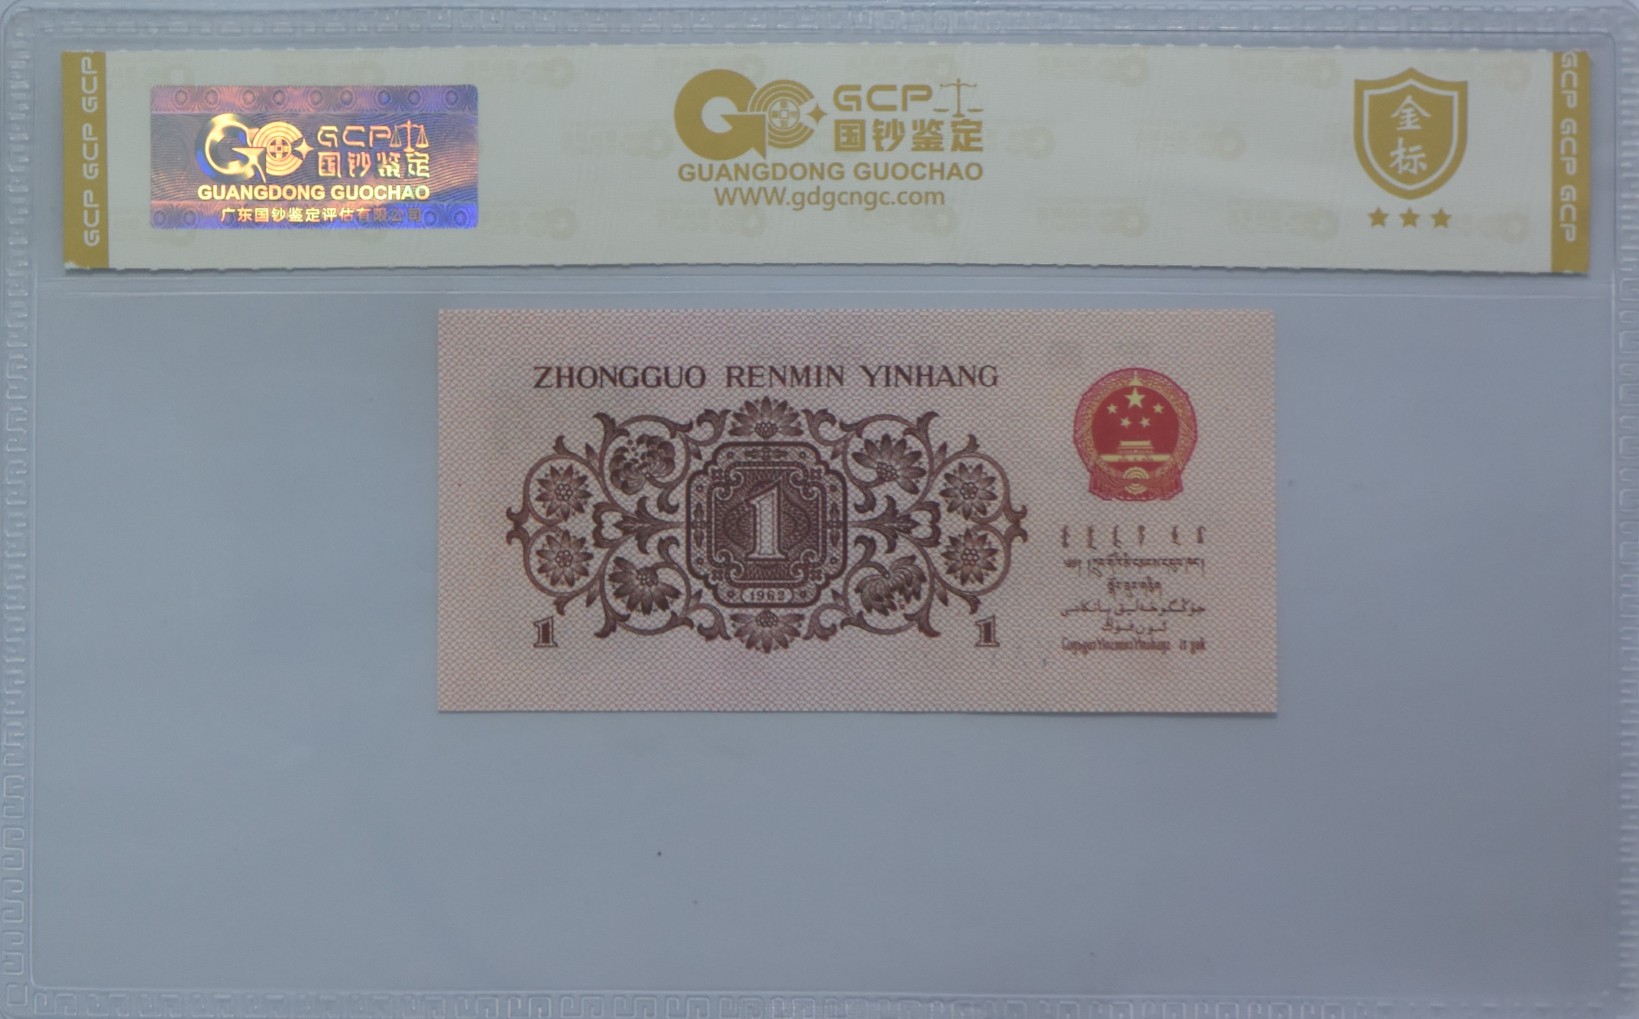 GCP GCP GCP
GCP
国钞鉴定
GUANGDONG GUOCHAO
广东国钞鉴定评估有限公司
GCP
国钞鉴定
GUANGDONG GUOCHAO
www.gdgcngc.com
金
标
GCP GCP GCP
ZHONGGUO RENMIN YINHANG
1
1962
1
1